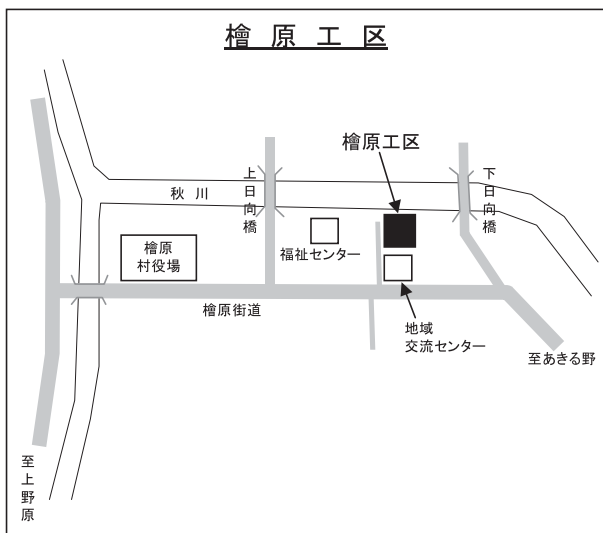 檜原工区
檜原工区
上日向橋
下日向橋
秋川
檜原
村役場
福祉センター
檜原街道
地域
交流センター
至あきる野
至上野原